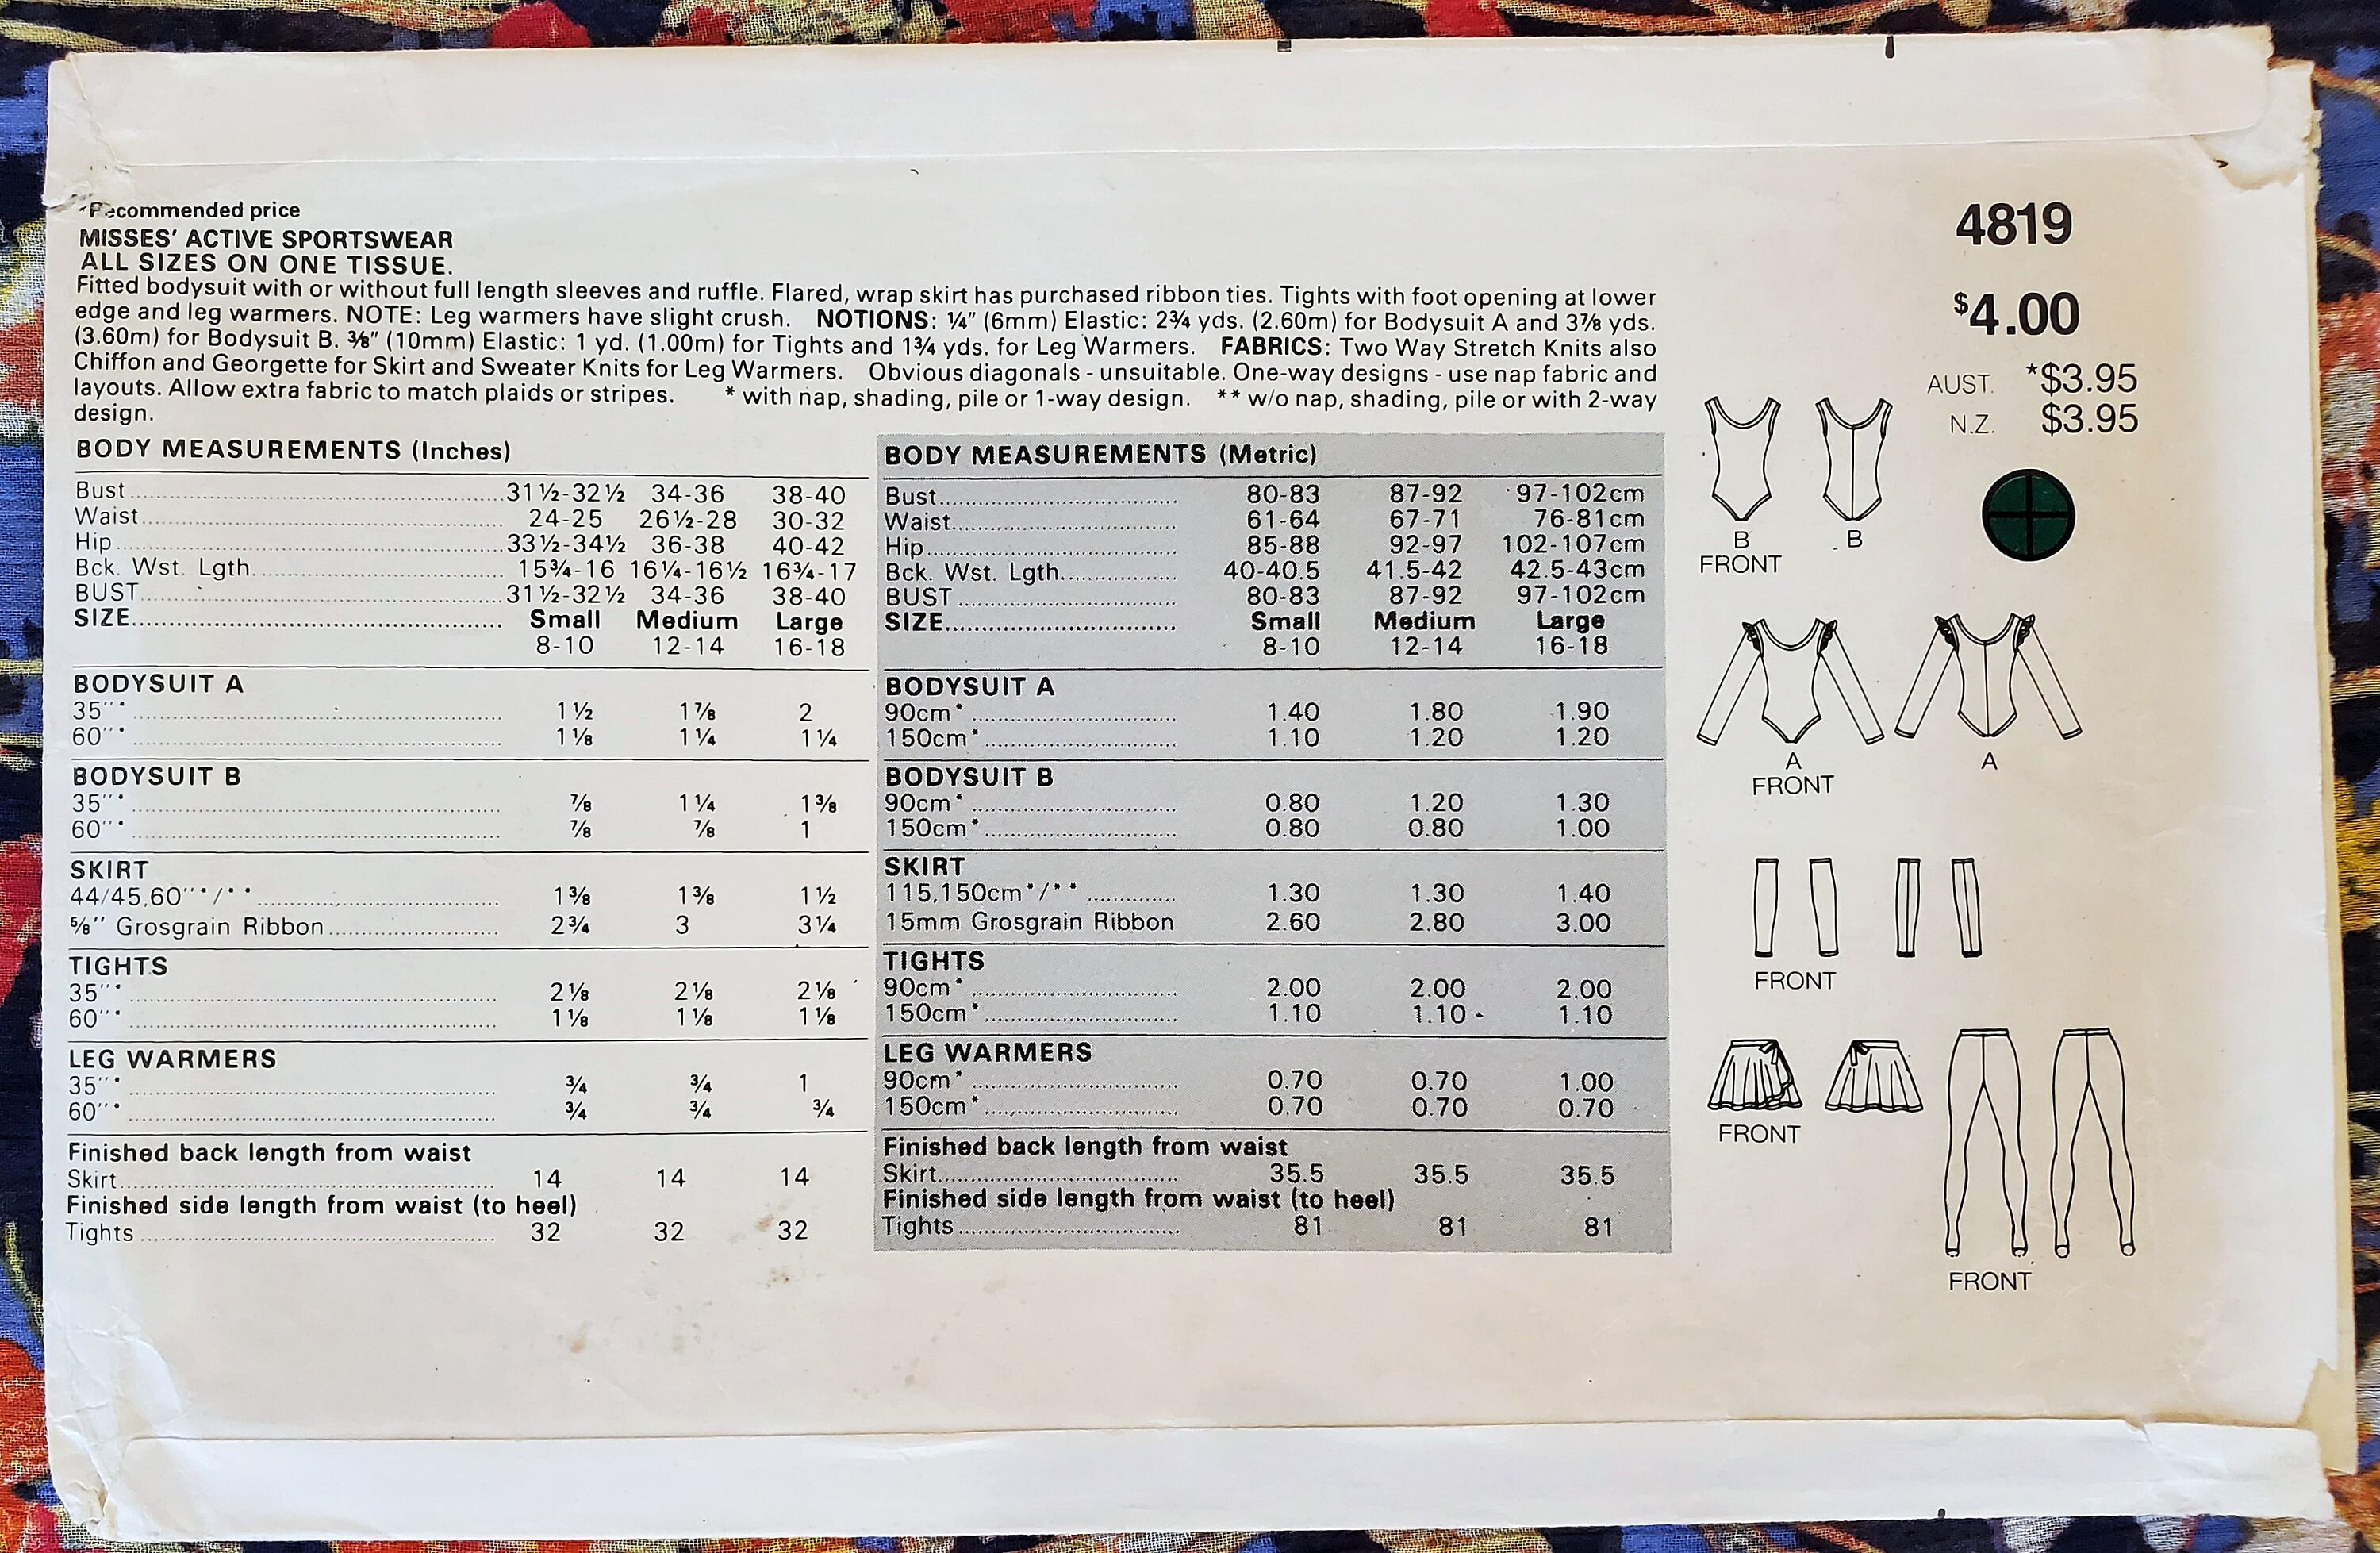 *Recommended price
MISSES' ACTIVE SPORTSWEAR
ALL SIZES ON ONE TISSUE.
Fitted bodysuit with or without full length sleeves and ruffle. Flared, wrap skirt has purchased ribbon ties. Tights with foot opening at lower
edge and leg warmers. NOTE: Leg warmers have slight crush. NOTIONS: ¼" (6mm) Elastic: 2¾ yds. (2.60m) for Bodysuit A and 3⅞ yds.
(3.60m) for Bodysuit B. ⅜" (10mm) Elastic: 1 yd. (1.00m) for Tights and 1¾ yds. for Leg Warmers. FABRICS: Two Way Stretch Knits also
Chiffon and Georgette for Skirt and Sweater Knits for Leg Warmers. Obvious diagonals - unsuitable. One-way designs - use nap fabric and
layouts. Allow extra fabric to match plaids or stripes. * with nap, shading, pile or 1-way design. ** w/o nap, shading, pile or with 2-way
design.
BODY MEASUREMENTS (Inches)
Bust 31½-32½ 34-36 38-40
Waist 24-25 26½-28 30-32
Hip 33½-34½ 36-38 40-42
Bck. Wst. Lgth. 15¾-16 16¼-16½ 16¾-17
BUST 31½-32½ 34-36 38-40
SIZE Small Medium Large
8-10 12-14 16-18
BODYSUIT A
35"* 1½ 1⅞ 2
60"* 1⅛ 1¼ 1¼
BODYSUIT B
35"* ⅞ 1¼ 1⅜
60"* ⅞ ⅞ 1
SKIRT
44/45,60"*/** 1⅜ 1⅜ 1½
⅝" Grosgrain Ribbon 2¾ 3 3¼
TIGHTS
35"* 2⅛ 2⅛ 2⅛
60"* 1⅛ 1⅛ 1⅛
LEG WARMERS
35"* ¾ ¾ 1
60"* ¾ ¾ ¾
Finished back length from waist
Skirt 14 14 14
Finished side length from waist (to heel)
Tights 32 32 32
BODY MEASUREMENTS (Metric)
Bust 80-83 87-92 97-102cm
Waist 61-64 67-71 76-81cm
Hip 85-88 92-97 102-107cm
Bck. Wst. Lgth. 40-40.5 41.5-42 42.5-43cm
BUST 80-83 87-92 97-102cm
SIZE Small Medium Large
8-10 12-14 16-18
BODYSUIT A
90cm* 1.40 1.80 1.90
150cm* 1.10 1.20 1.20
BODYSUIT B
90cm* 0.80 1.20 1.30
150cm* 0.80 0.80 1.00
SKIRT
115,150cm*/** 1.30 1.30 1.40
15mm Grosgrain Ribbon 2.60 2.80 3.00
TIGHTS
90cm* 2.00 2.00 2.00
150cm* 1.10 1.10 1.10
LEG WARMERS
90cm* 0.70 0.70 1.00
150cm* 0.70 0.70 0.70
Finished back length from waist
Skirt 35.5 35.5 35.5
Finished side length from waist (to heel)
Tights 81 81 81
4819
$4.00
AUST. *$3.95
N.Z. $3.95
B B
FRONT
A A
FRONT
FRONT
FRONT
FRONT